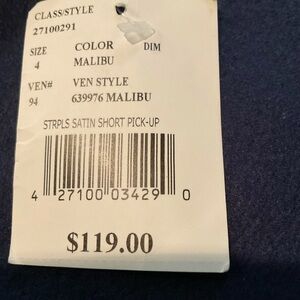 CLASS/STYLE
27100291
SIZE COLOR DIM
4 MALIBU
VEN# VEN STYLE
94 639976 MALIBU
STRPLS SATIN SHORT PICK-UP
4 27100 03429 0
$119.00